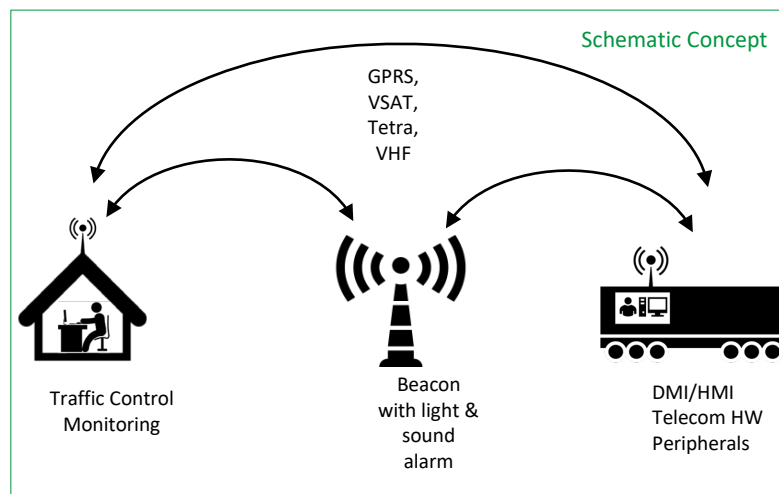 Schematic Concept
GPRS,
VSAT,
Tetra,
VHF
Traffic Control
Monitoring
Beacon
with light &
sound
alarm
DMI/HMI
Telecom HW
Peripherals